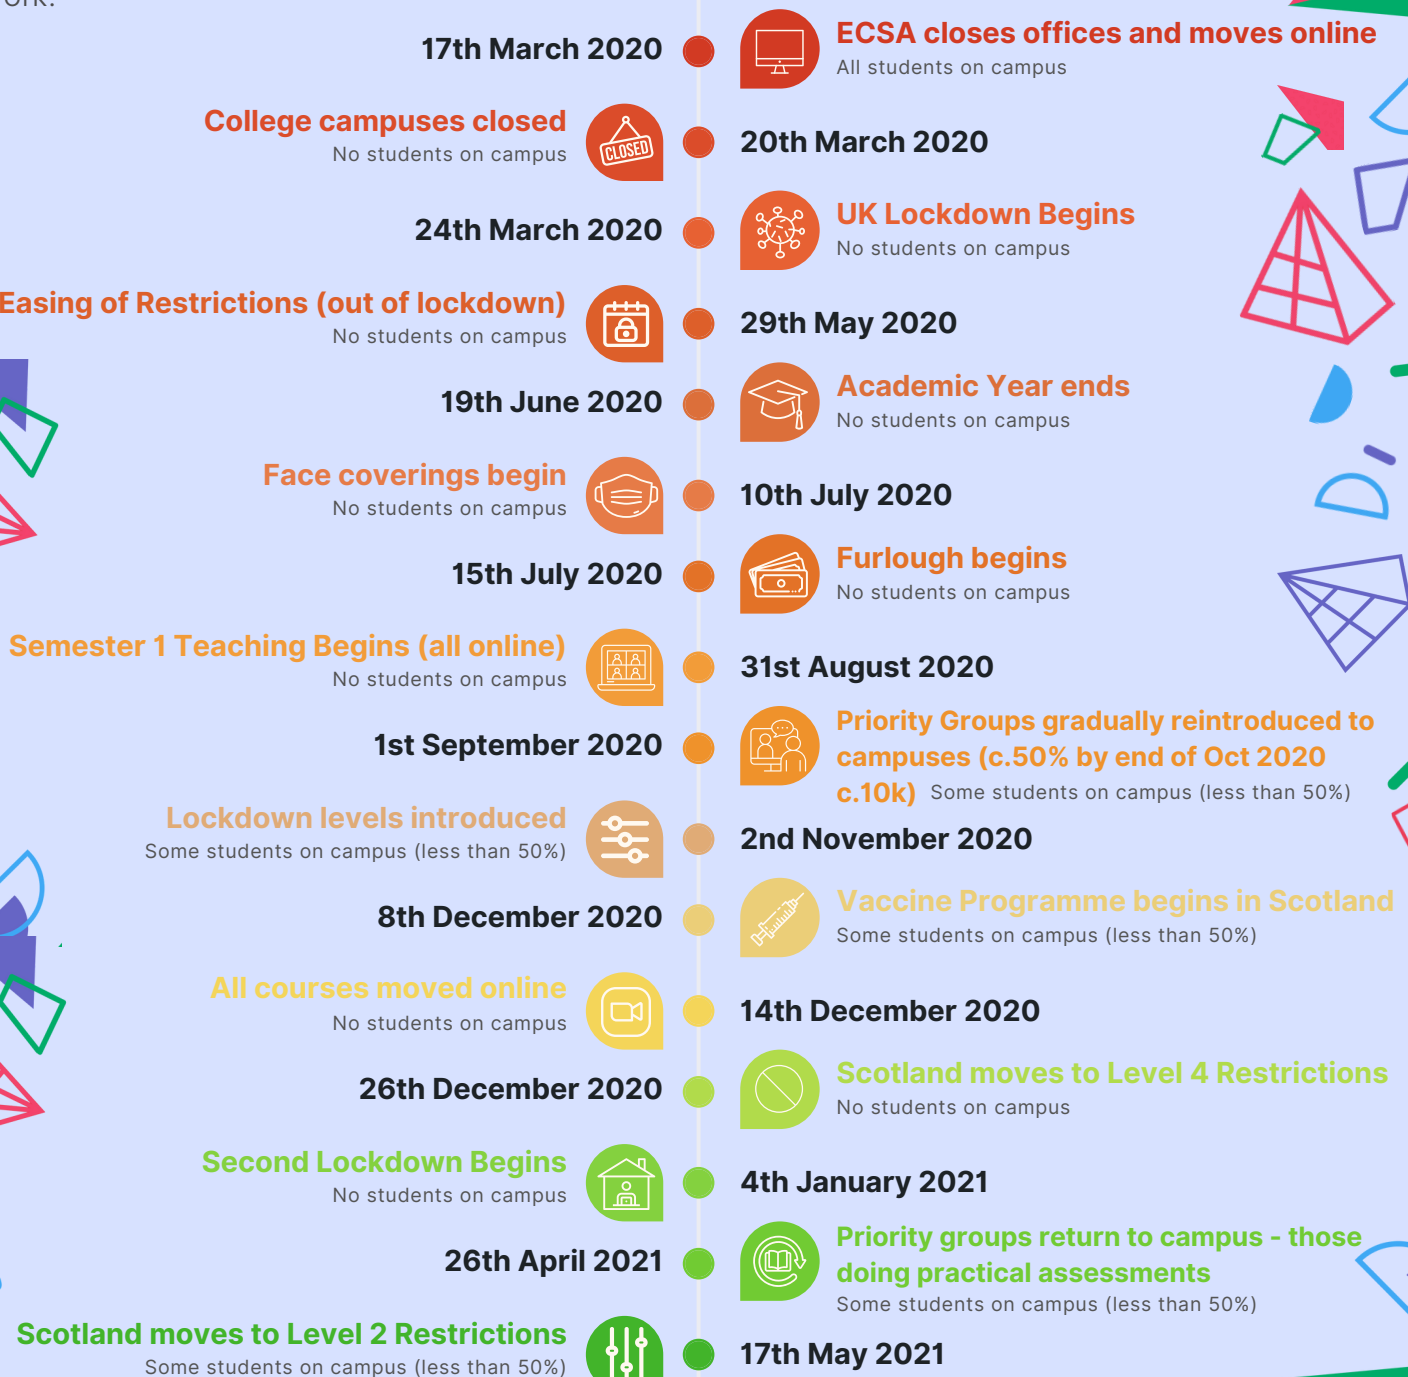 17th March 2020
ECSA closes offices and moves online
All students on campus
College campuses closed
No students on campus
CLOSED
20th March 2020
24th March 2020
UK Lockdown Begins
No students on campus
Easing of Restrictions (out of lockdown)
No students on campus
29th May 2020
19th June 2020
Academic Year ends
No students on campus
Face coverings begin
No students on campus
10th July 2020
15th July 2020
Furlough begins
No students on campus
Semester 1 Teaching Begins (all online)
No students on campus
31st August 2020
1st September 2020
Priority Groups gradually reintroduced to
campuses (c.50% by end of Oct 2020
c.10k) Some students on campus (less than 50%)
Lockdown levels introduced
Some students on campus (less than 50%)
2nd November 2020
8th December 2020
Vaccine Programme begins in Scotland
Some students on campus (less than 50%)
All courses moved online
No students on campus
14th December 2020
26th December 2020
Scotland moves to Level 4 Restrictions
No students on campus
Second Lockdown Begins
No students on campus
4th January 2021
26th April 2021
Priority groups return to campus - those
doing practical assessments
Some students on campus (less than 50%)
Scotland moves to Level 2 Restrictions
Some students on campus (less than 50%)
17th May 2021